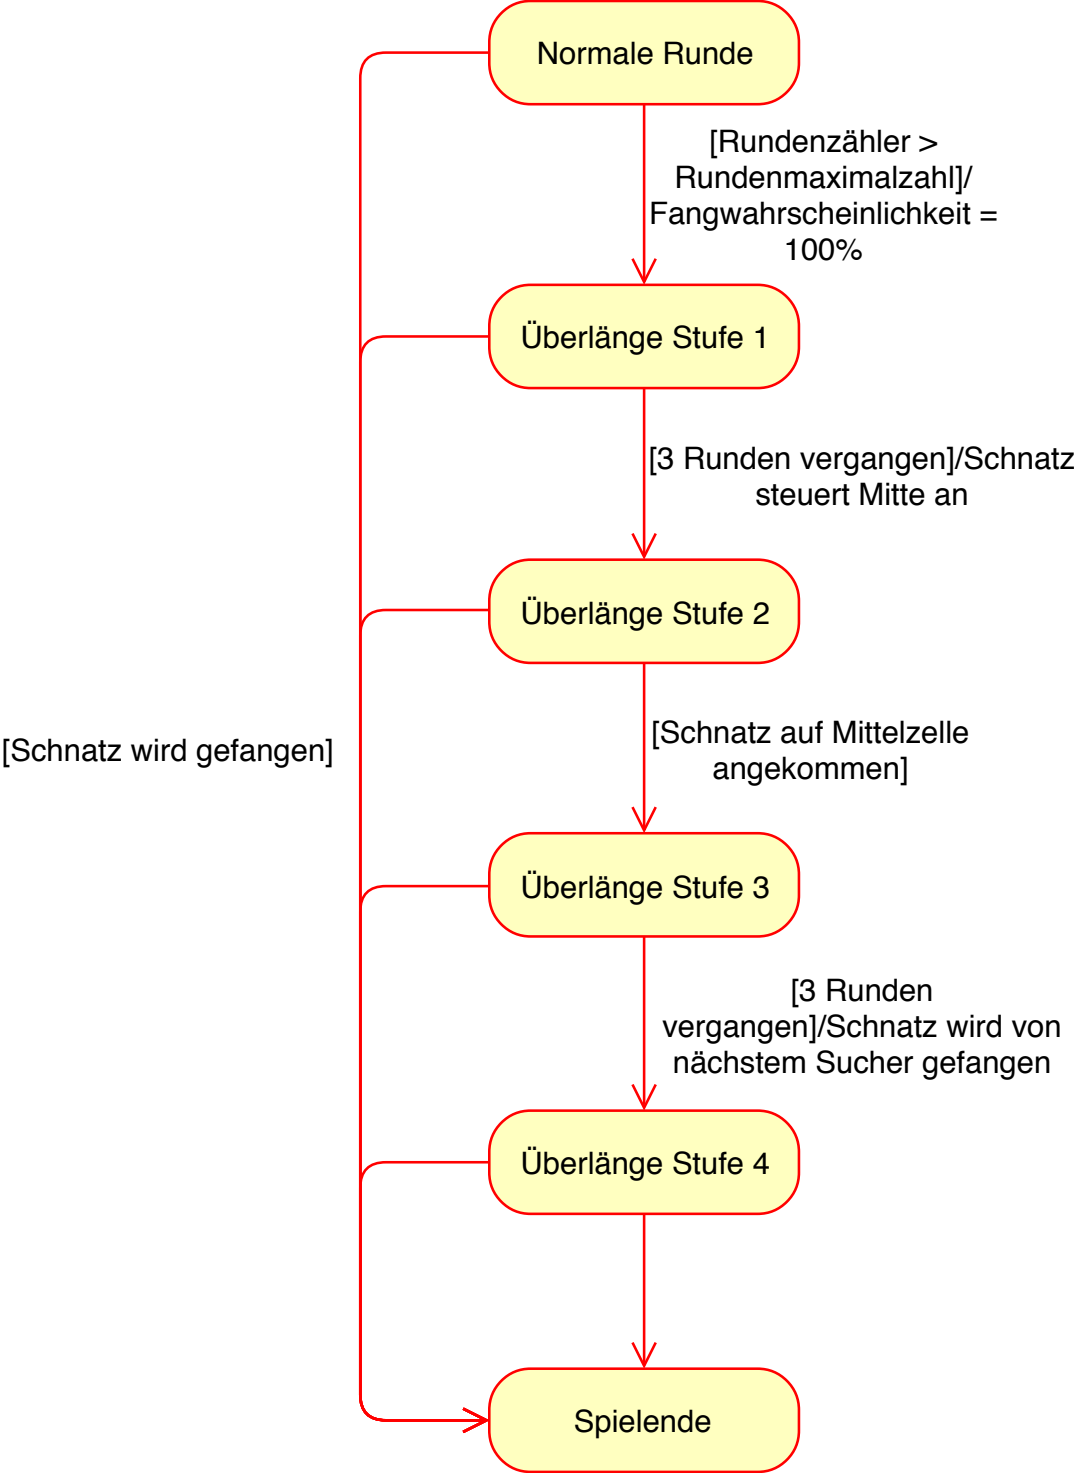 Normale Runde
[Rundenzähler >
Rundenmaximalzahl]/
Fangwahrscheinlichkeit =
100%
Überlänge Stufe 1
[3 Runden vergangen]/Schnatz
steuert Mitte an
Überlänge Stufe 2
[Schnatz wird gefangen]
[Schnatz auf Mittelzelle
angekommen]
Überlänge Stufe 3
[3 Runden
vergangen]/Schnatz wird von
nächstem Sucher gefangen
Überlänge Stufe 4
Spielende